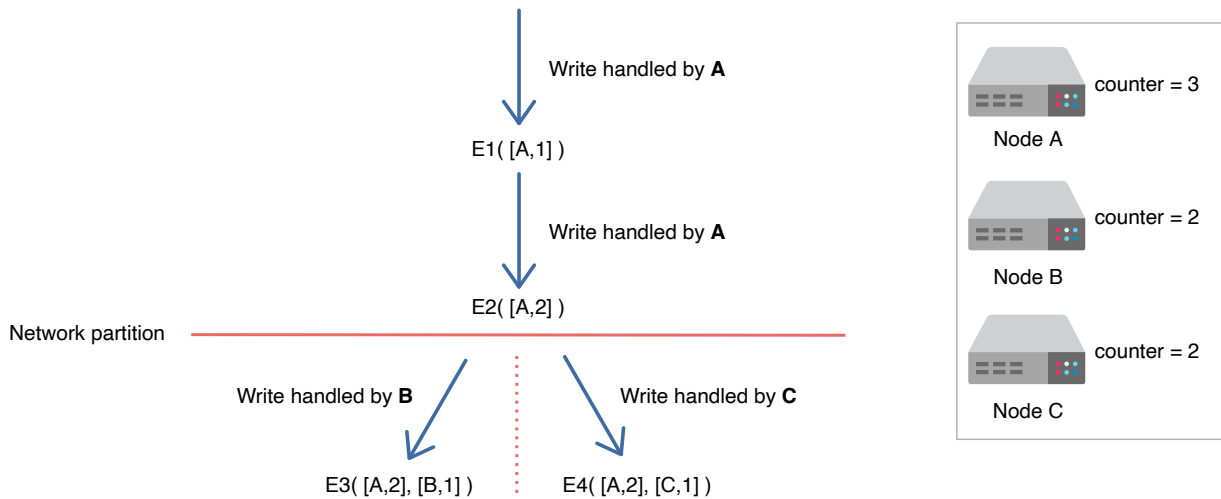 Write handled by A
E1( [A,1] )
Write handled by A
E2( [A,2] )
Network partition
Write handled by B
Write handled by C
E3( [A,2], [B,1] )
E4( [A,2], [C,1] )
counter = 3
Node A
counter = 2
Node B
counter = 2
Node C